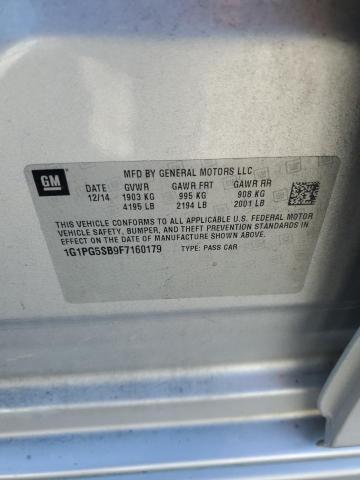 GM
MFD BY GENERAL MOTORS LLC
DATE GVWR GAWR FRT GAWR RR
12/14 1903 KG 995 KG 908 KG
4195 LB 2194 LB 2001 LB
THIS VEHICLE CONFORMS TO ALL APPLICABLE U.S. FEDERAL MOTOR
VEHICLE SAFETY, BUMPER, AND THEFT PREVENTION STANDARDS
IN EFFECT ON THE DATE OF MANUFACTURE SHOWN ABOVE.
1G1PG5SB9F7160179 TYPE: PASS CAR